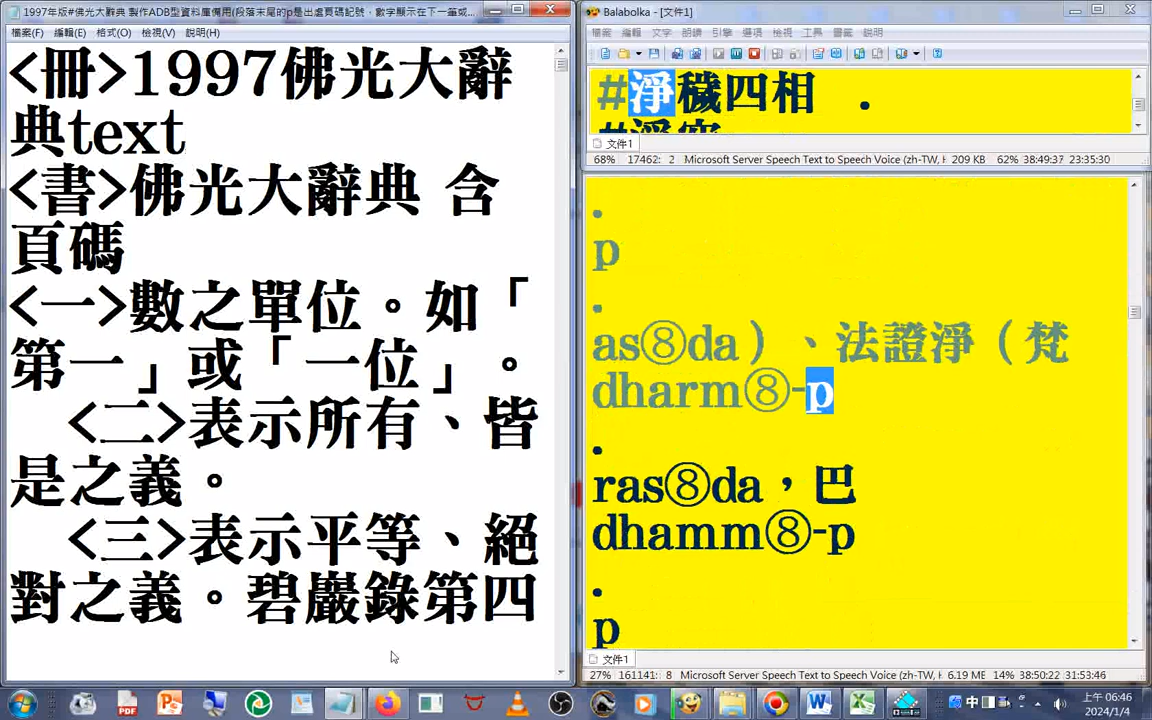 1997年版#佛光大辭典 製作ADB型資料庫備用(段落末尾的p是出處頁碼記號，數字顯示在下一筆或...
檔案(F) 編輯(E) 格式(O) 檢視(V) 說明(H)
<冊>1997佛光大辭
典text
<書>佛光大辭典 含
頁碼
<一>數之單位。如「
第一」或「一位」。
<二>表示所有、皆
是之義。
<三>表示平等、絕
對之義。碧巖錄第四
Balabolka - [文件1]
檔案 編輯 文字 朗讀 引擎 選項 檢視 工具 說明
#淨穢四相 .
文件1
68% 17462: 2 Microsoft Server Speech Text to Speech Voice (zh-TW, H 209 KB 62% 38:49:37 23:35:30
.
p
.
as⑧da）、法證淨（梵
dharm⑧-p
.
ras⑧da，巴
dhamm⑧-p
.
p
文件1
27% 161141: 8 Microsoft Server Speech Text to Speech Voice (zh-TW, H 6.19 ME 14% 38:50:22 31:53:46
中
上午 06:46
2024/1/4